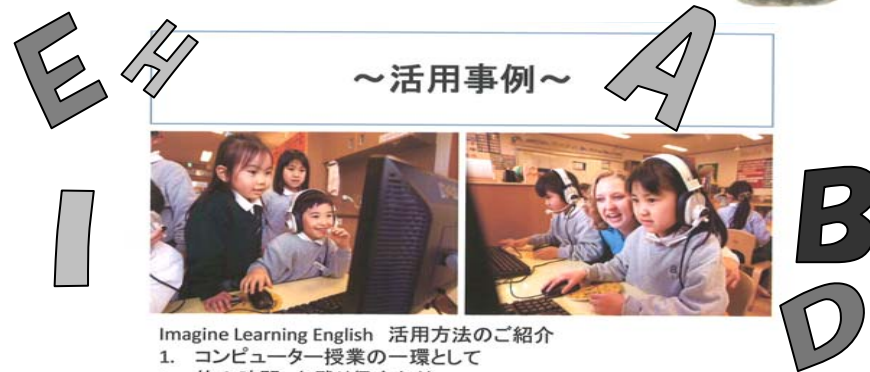 E H A
～活用事例～
I
B
D
Imagine Learning English 活用方法のご紹介
1. コンピューター授業の一環として